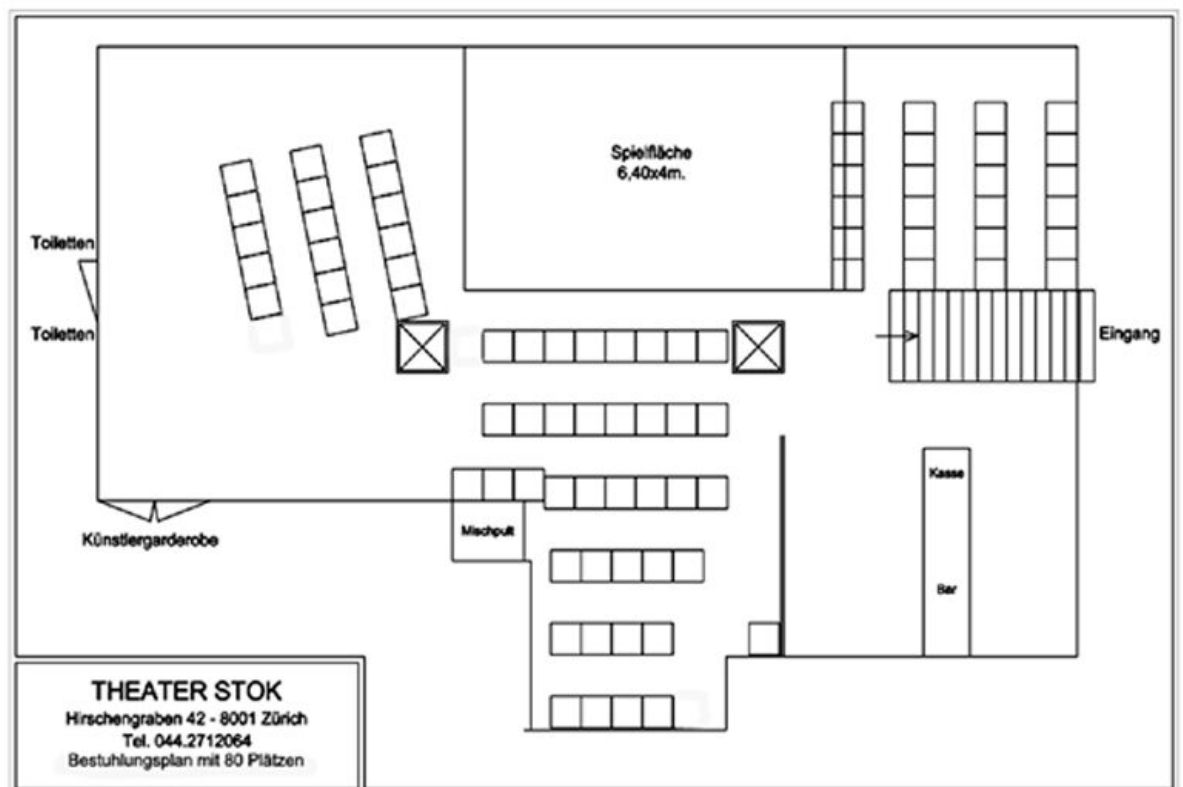 Spielfläche
6,40x4m.
Toiletten
Toiletten
Eingang
Kasse
Künstlergarderobe
Mischpult
Bar
THEATER STOK
Hirschengraben 42 - 8001 Zürich
Tel. 044.2712064
Bestuhlungsplan mit 80 Plätzen